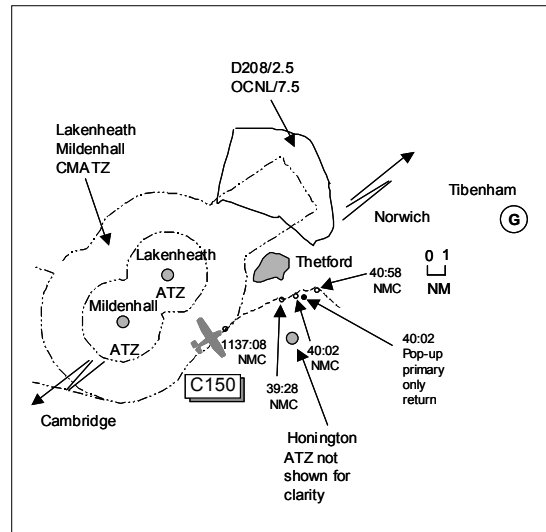 D208/2.5
OCNL/7.5
Lakenheath
Mildenhall
CMATZ
Tibenham
G
Norwich
Lakenheath
ATZ
Thetford
0 1
NM
40:58
NMC
Mildenhall
ATZ
1137:08
NMC
40:02
NMC
40:02
Pop-up
primary
only
return
C150
39:28
NMC
Cambridge
Honington
ATZ not
shown for
clarity